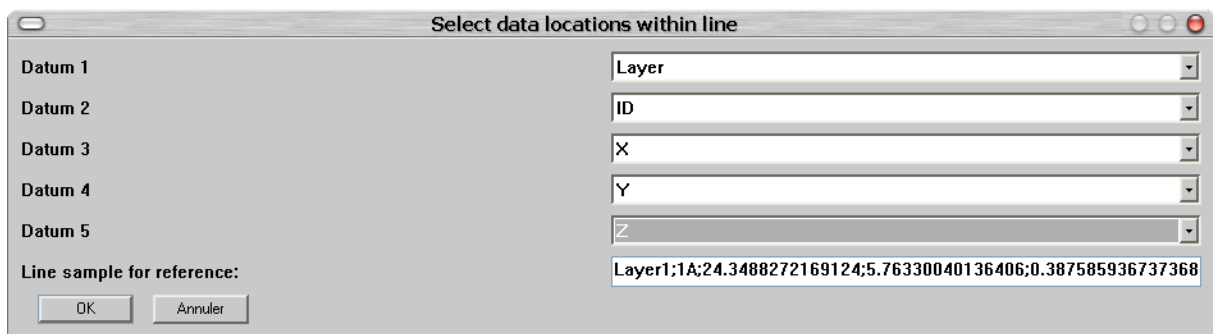 Select data locations within line
Datum 1 Layer
Datum 2 ID
Datum 3 X
Datum 4 Y
Datum 5 Z
Line sample for reference: Layer1;1A;24.3488272169124;5.76330040136406;0.387585936737368
OK Annuler